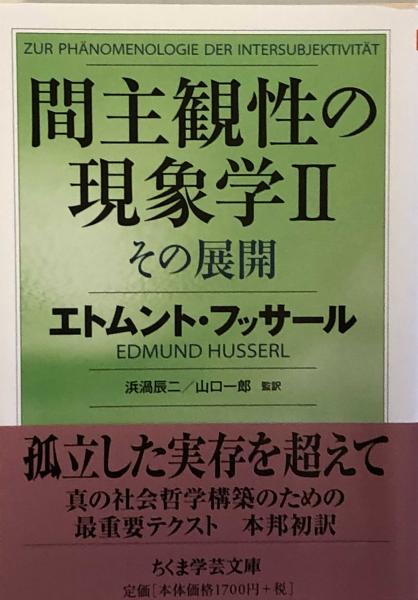 ZUR PHÄNOMENOLOGIE DER INTERSUBJEKTIVITÄT
間主観性の
現象学II
その展開
エトムント・フッサール
EDMUND HUSSERL
浜渦辰二/山口一郎 監訳
孤立した実存を超えて
真の社会哲学構築のための
最重要テクスト 本邦初訳
ちくま学芸文庫
定価[本体価格1700円+税]